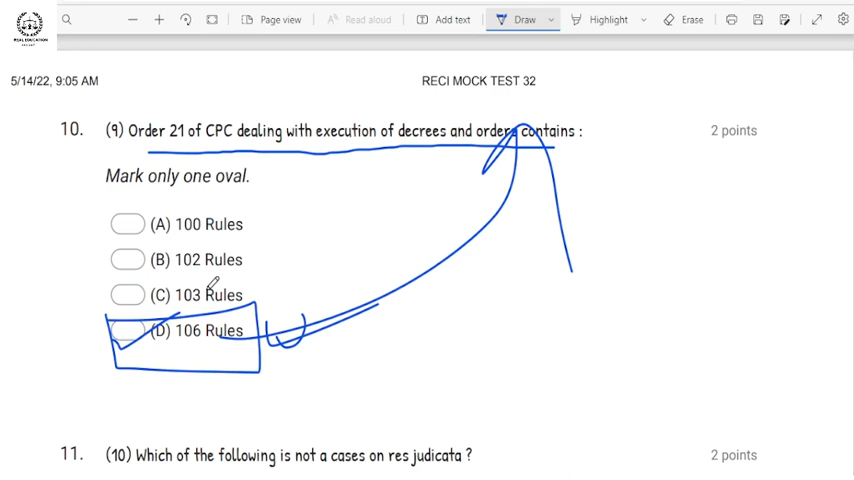 REAL EDUCATION
Page view
Read aloud
Add text
Draw
Highlight
Erase
5/14/22, 9:05 AM
RECI MOCK TEST 32
10. (9) Order 21 of CPC dealing with execution of decrees and orders contains : 2 points
Mark only one oval.
(A) 100 Rules
(B) 102 Rules
(C) 103 Rules
(D) 106 Rules
11. (10) Which of the following is not a cases on res judicata ? 2 points